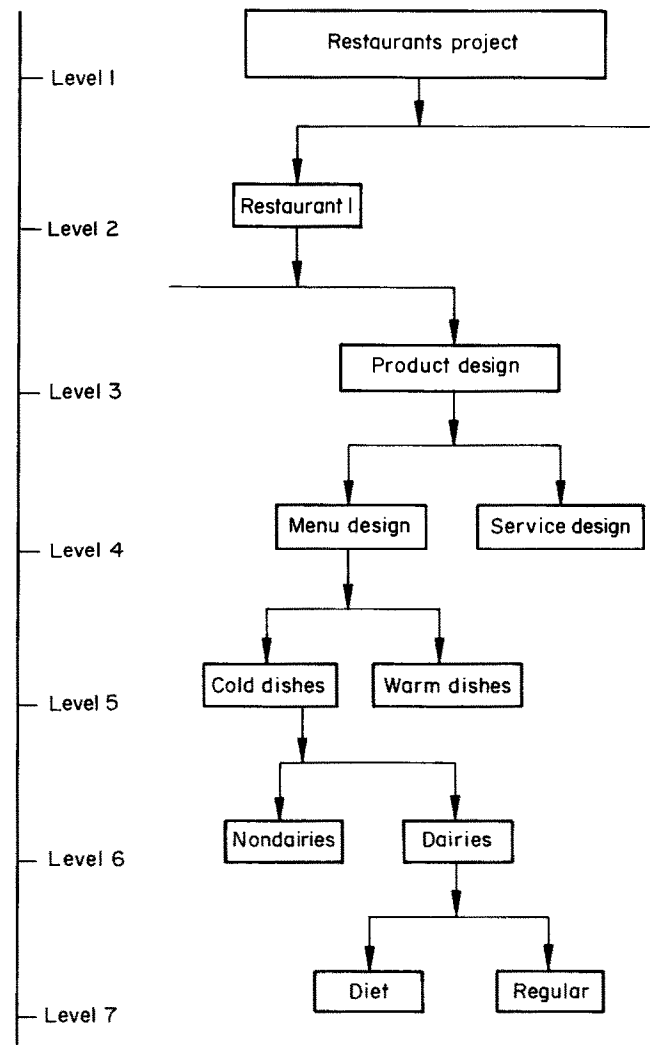 Restaurants project
Level 1
Restaurant 1
Level 2
Product design
Level 3
Menu design
Service design
Level 4
Cold dishes
Warm dishes
Level 5
Nondairies
Dairies
Level 6
Diet
Regular
Level 7